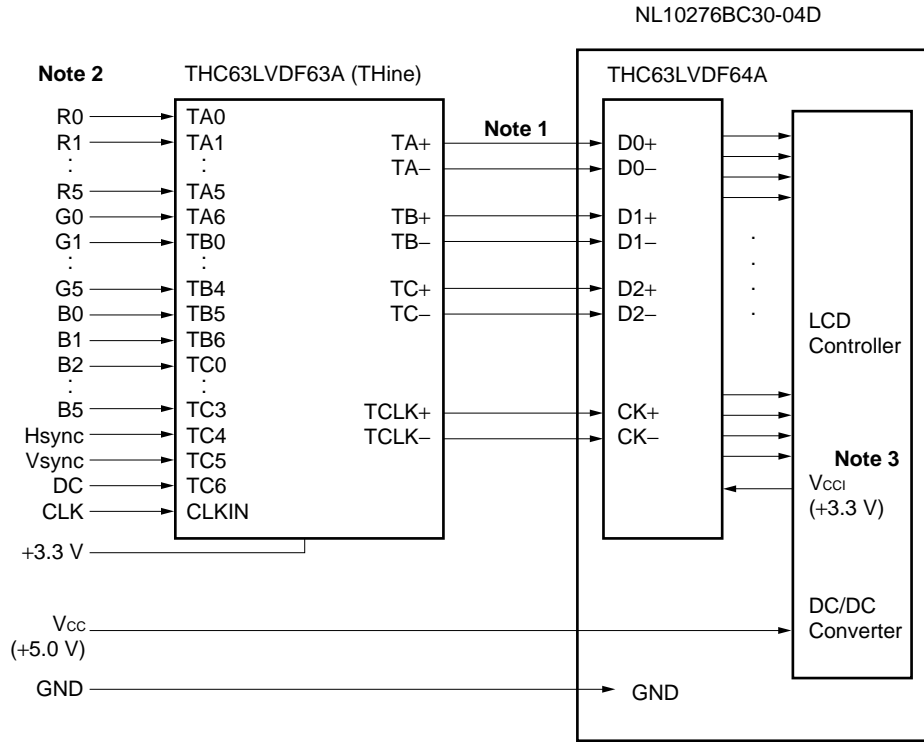 NL10276BC30-04D
Note 2
THC63LVDF63A (THine)
THC63LVDF64A
R0
R1
:
R5
G0
G1
:
G5
B0
B1
B2
:
B5
Hsync
Vsync
DC
CLK
+3.3 V
TA0
TA1
:
TA5
TA6
TB0
:
TB4
TB5
TB6
TC0
:
TC3
TC4
TC5
TC6
CLKIN
TA+
TA−
TB+
TB−
TC+
TC−
TCLK+
TCLK−
Note 1
D0+
D0−
D1+
D1−
D2+
D2−
CK+
CK−
LCD
Controller
Note 3
VCCI
(+3.3 V)
DC/DC
Converter
VCC
(+5.0 V)
GND
GND